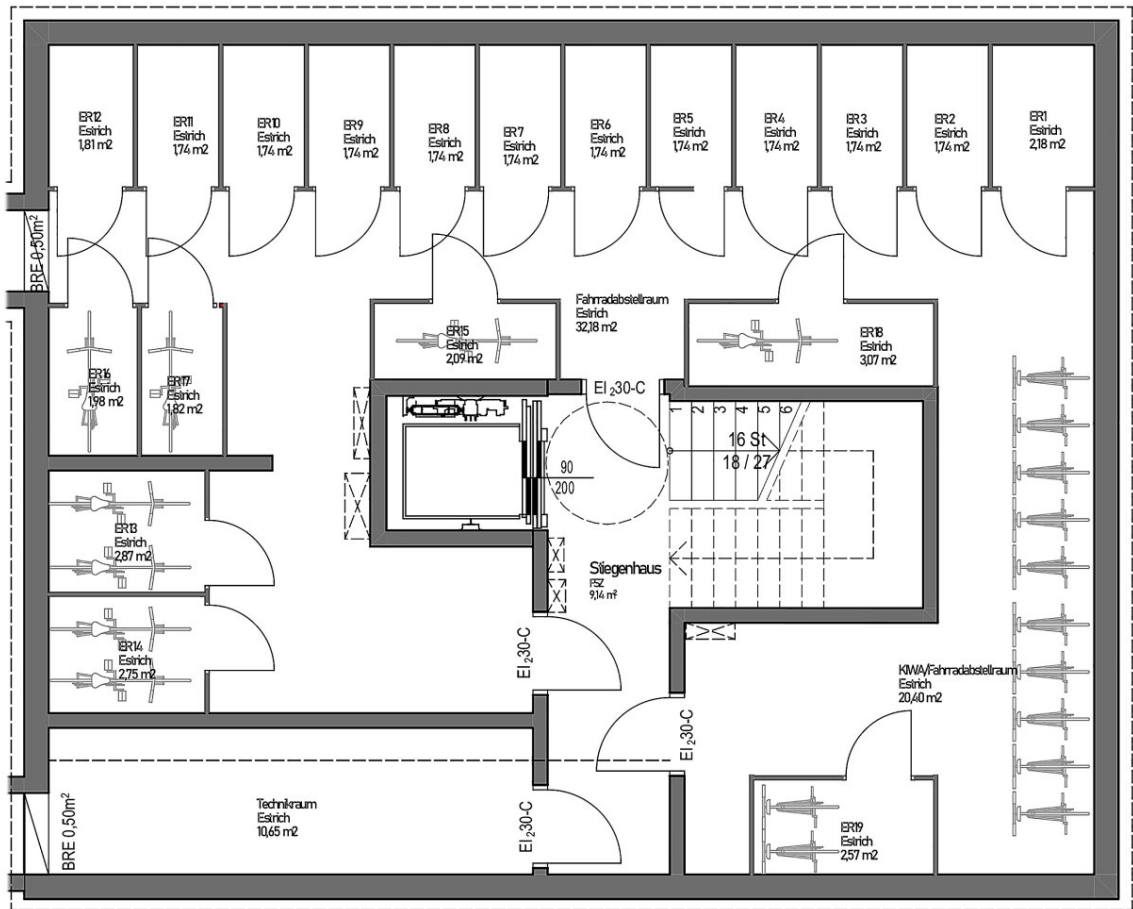 ER12
Estrich
1,81 m2
ER11
Estrich
1,74 m2
ER10
Estrich
1,74 m2
ER9
Estrich
1,74 m2
ER8
Estrich
1,74 m2
ER7
Estrich
1,74 m2
ER6
Estrich
1,74 m2
ER5
Estrich
1,74 m2
ER4
Estrich
1,74 m2
ER3
Estrich
1,74 m2
ER2
Estrich
1,74 m2
ER1
Estrich
2,18 m2
BRE 0,50m²
Fahrradabstellraum
Estrich
32,18 m2
ER15
Estrich
2,09 m2
ER18
Estrich
3,07 m2
ER16
Estrich
1,98 m2
ER17
Estrich
1,82 m2
EI₂30-C
1
2
3
4
5
6
16 St
18 / 27
90
200
ER13
Estrich
2,87 m2
Stiegenhaus
FSZ
9,14 m²
ER14
Estrich
2,75 m2
EI₂30-C
KIWA/Fahrradabstellraum
Estrich
20,40 m2
EI₂30-C
BRE 0,50m²
Technikraum
Estrich
10,65 m2
EI₂30-C
ER19
Estrich
2,57 m2